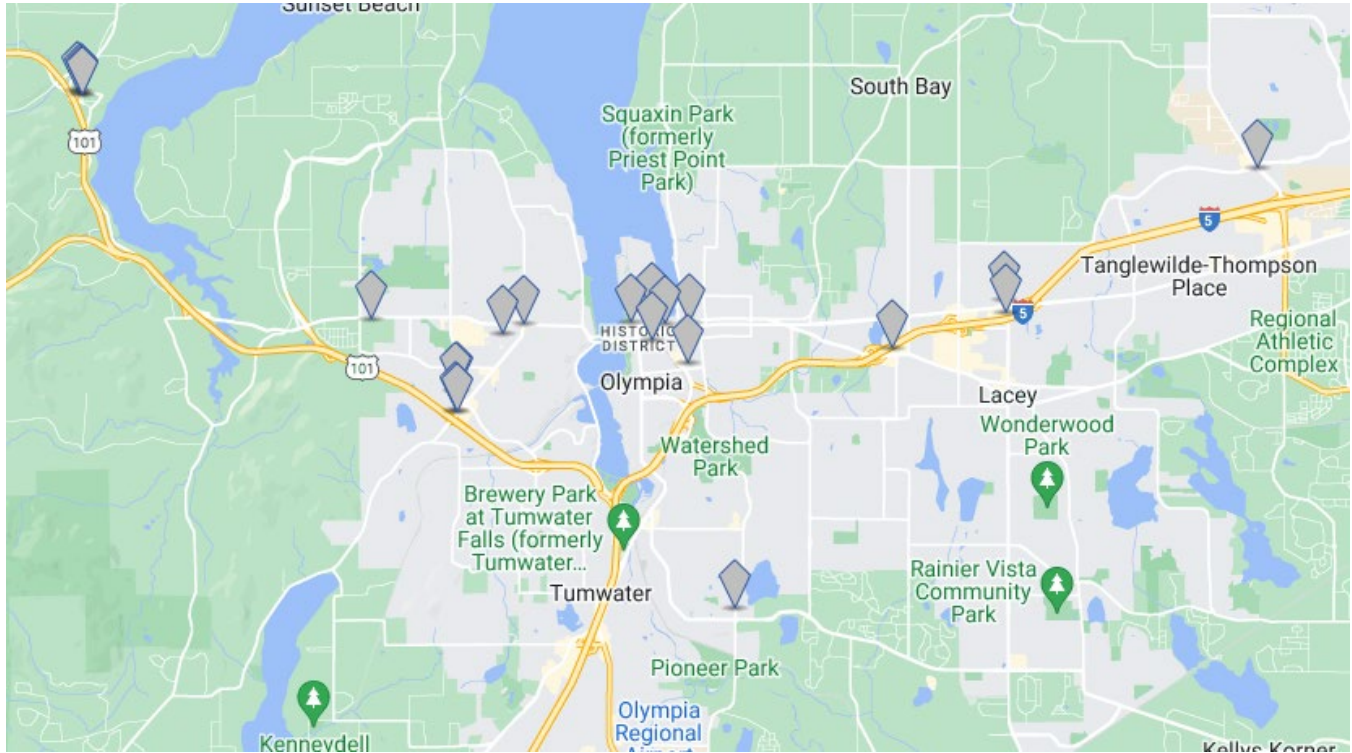 Sunset Beach
101
South Bay
Squaxin Park
(formerly
Priest Point
Park)
5
Tanglewilde-Thompson
Place
5
HISTORIC
DISTRICT
Regional
Athletic
Complex
101
Olympia
Lacey
Wonderwood
Park
Watershed
Park
Brewery Park
at Tumwater
Falls (formerly
Tumwater...
Rainier Vista
Community
Park
Tumwater
Pioneer Park
Olympia
Regional
Airport
Kenneydell
Kellys Korner